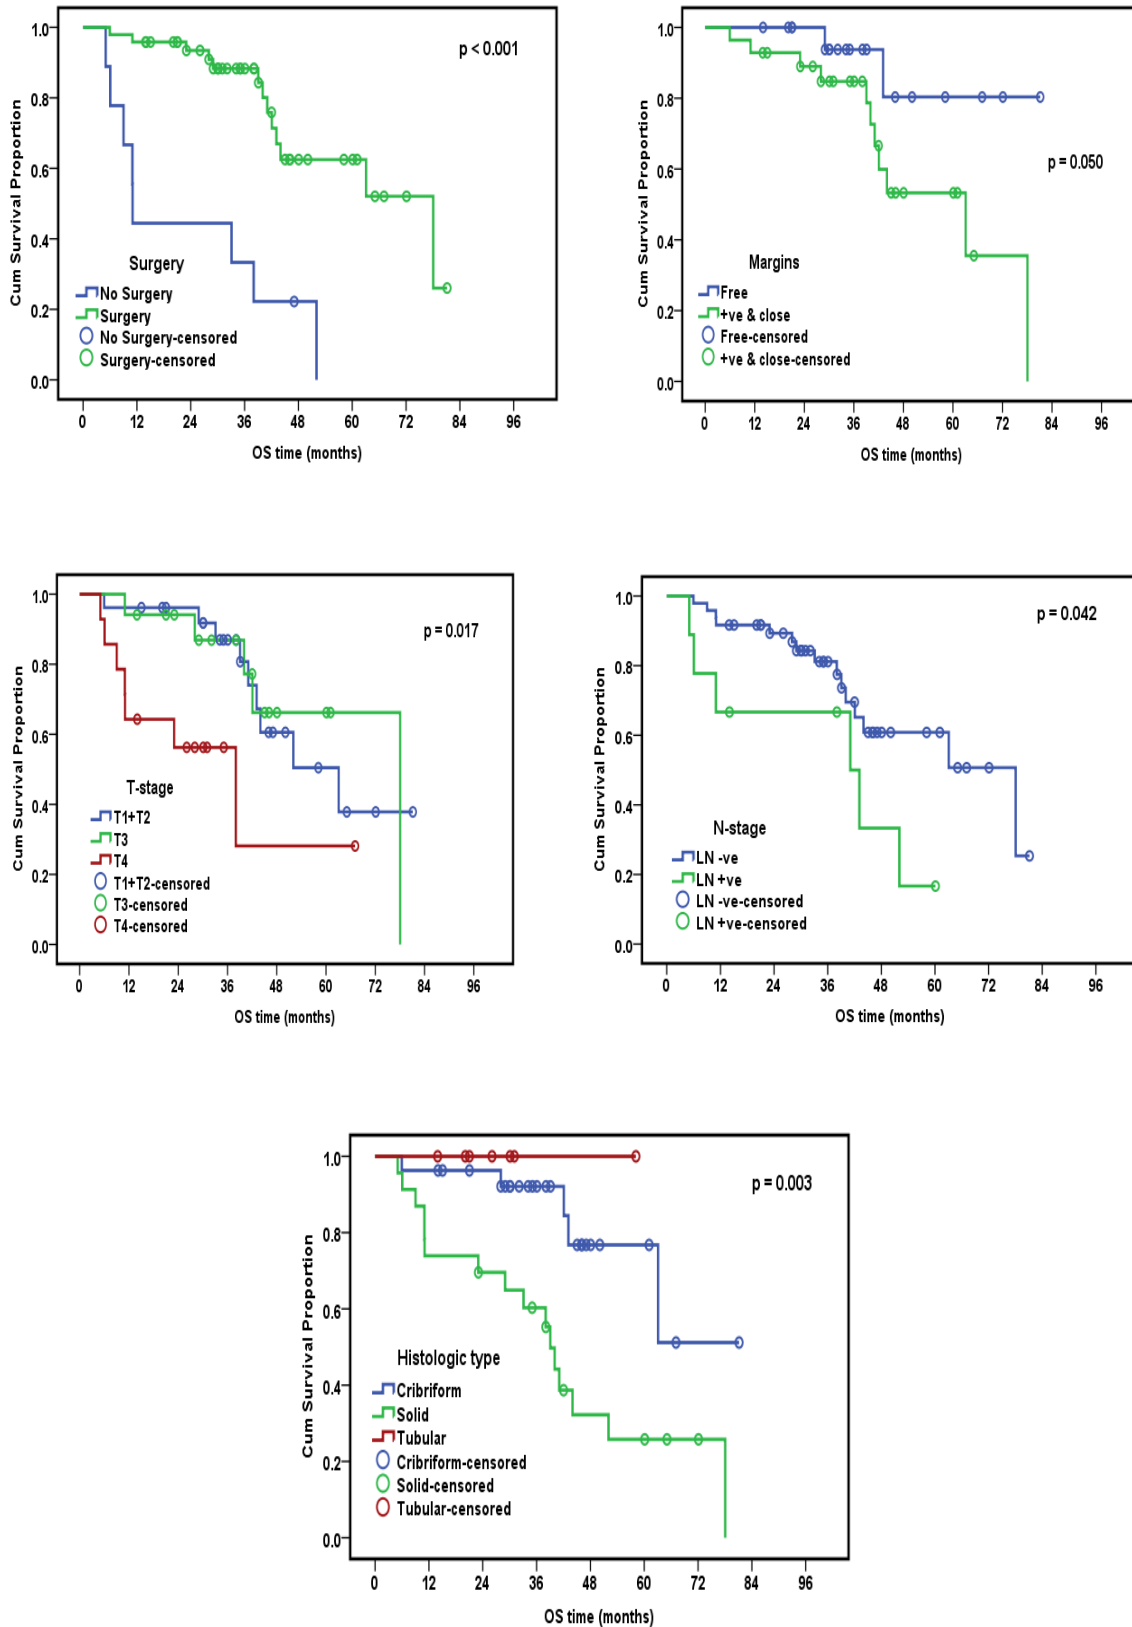 Cum Survival Proportion
1.0
0.8
0.6
0.4
0.2
0.0
p < 0.001
Surgery
No Surgery
Surgery
No Surgery-censored
Surgery-censored
0 12 24 36 48 60 72 84 96
OS time (months)
Cum Survival Proportion
1.0
0.8
0.6
0.4
0.2
0.0
p = 0.050
Margins
Free
+ve & close
Free-censored
+ve & close-censored
0 12 24 36 48 60 72 84 96
OS time (months)
Cum Survival Proportion
1.0
0.8
0.6
0.4
0.2
0.0
p = 0.017
T-stage
T1+T2
T3
T4
T1+T2-censored
T3-censored
T4-censored
0 12 24 36 48 60 72 84 96
OS time (months)
Cum Survival Proportion
1.0
0.8
0.6
0.4
0.2
0.0
p = 0.042
N-stage
LN -ve
LN +ve
LN -ve-censored
LN +ve-censored
0 12 24 36 48 60 72 84 96
OS time (months)
Cum Survival Proportion
1.0
0.8
0.6
0.4
0.2
0.0
p = 0.003
Histologic type
Cribriform
Solid
Tubular
Cribriform-censored
Solid-censored
Tubular-censored
0 12 24 36 48 60 72 84 96
OS time (months)